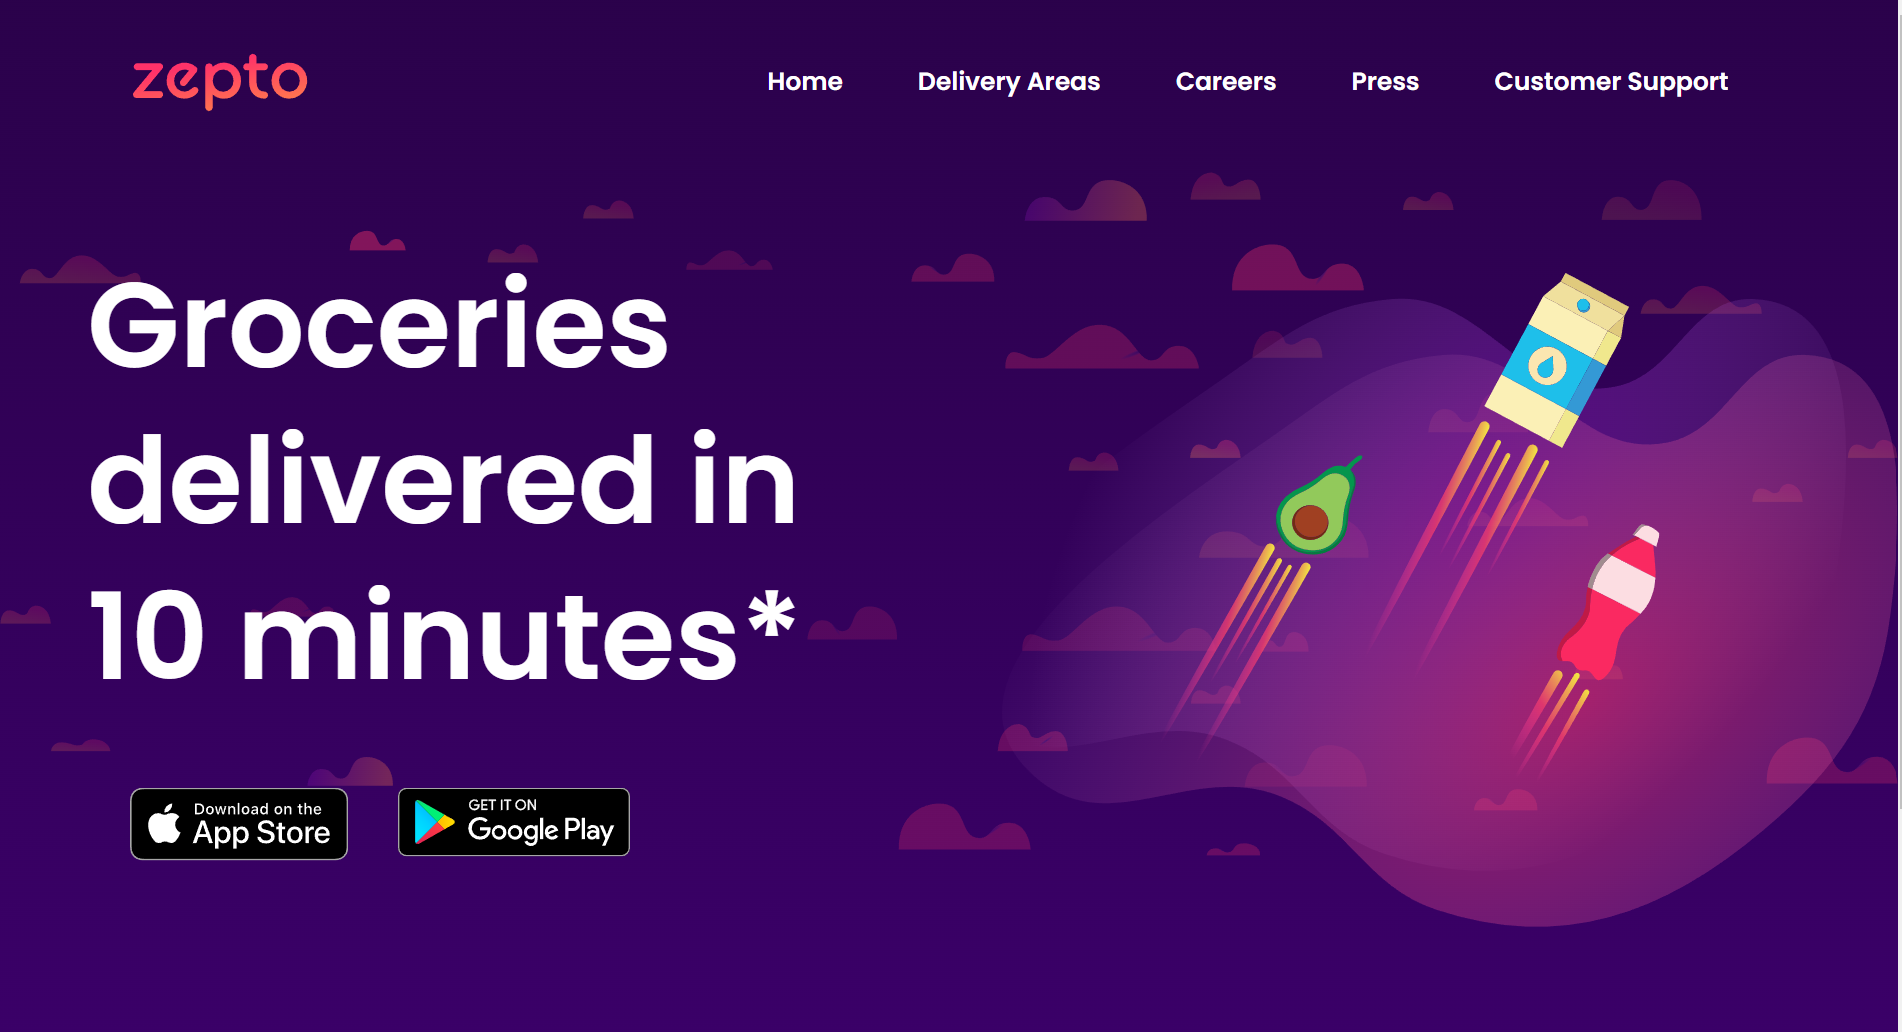 zepto
Home Delivery Areas Careers Press Customer Support
Groceries
delivered in
10 minutes*
Download on the
App Store
GET IT ON
Google Play